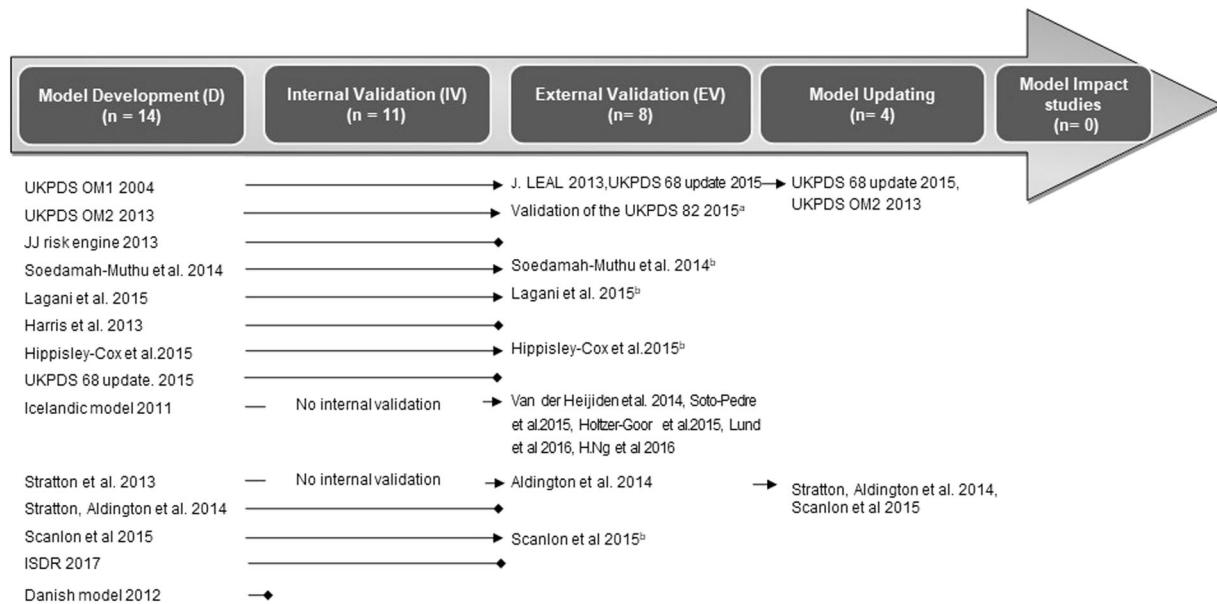 Model Development (D)
(n = 14)
Internal Validation (IV)
(n = 11)
External Validation (EV)
(n= 8)
Model Updating
(n= 4)
Model Impact
studies
(n= 0)
UKPDS OM1 2004
J. LEAL 2013,UKPDS 68 update 2015
UKPDS 68 update 2015,
UKPDS OM2 2013
UKPDS OM2 2013
Validation of the UKPDS 82 2015ᵃ
JJ risk engine 2013
Soedamah-Muthu et al. 2014
Soedamah-Muthu et al. 2014ᵇ
Lagani et al. 2015
Lagani et al. 2015ᵇ
Harris et al. 2013
Hippisley-Cox et al.2015
Hippisley-Cox et al.2015ᵇ
UKPDS 68 update. 2015
Icelandic model 2011
No internal validation
Van der Heijiden etal. 2014, Soto-Pedre
et al.2015, Holtzer-Goor et al.2015, Lund
et al 2016, H.Ng et al 2016
Stratton et al. 2013
No internal validation
Aldington et al. 2014
Stratton, Aldington et al. 2014,
Scanlon et al 2015
Stratton, Aldington et al. 2014
Scanlon et al 2015
Scanlon et al 2015ᵇ
ISDR 2017
Danish model 2012